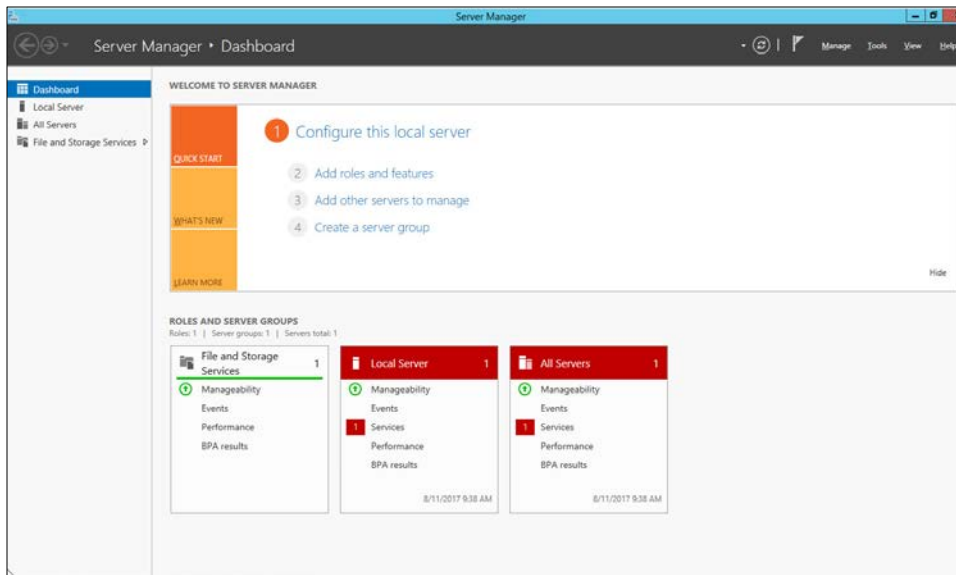 Server Manager
Server Manager • Dashboard
Manage Tools View Help
Dashboard
Local Server
All Servers
File and Storage Services
WELCOME TO SERVER MANAGER
QUICK START
WHAT'S NEW
LEARN MORE
1 Configure this local server
2 Add roles and features
3 Add other servers to manage
4 Create a server group
Hide
ROLES AND SERVER GROUPS
Roles: 1 | Server groups: 1 | Servers total: 1
File and Storage 1
Services
Manageability
Events
Performance
BPA results
Local Server 1
Manageability
Events
1 Services
Performance
BPA results
8/11/2017 9:38 AM
All Servers 1
Manageability
Events
1 Services
Performance
BPA results
8/11/2017 9:38 AM